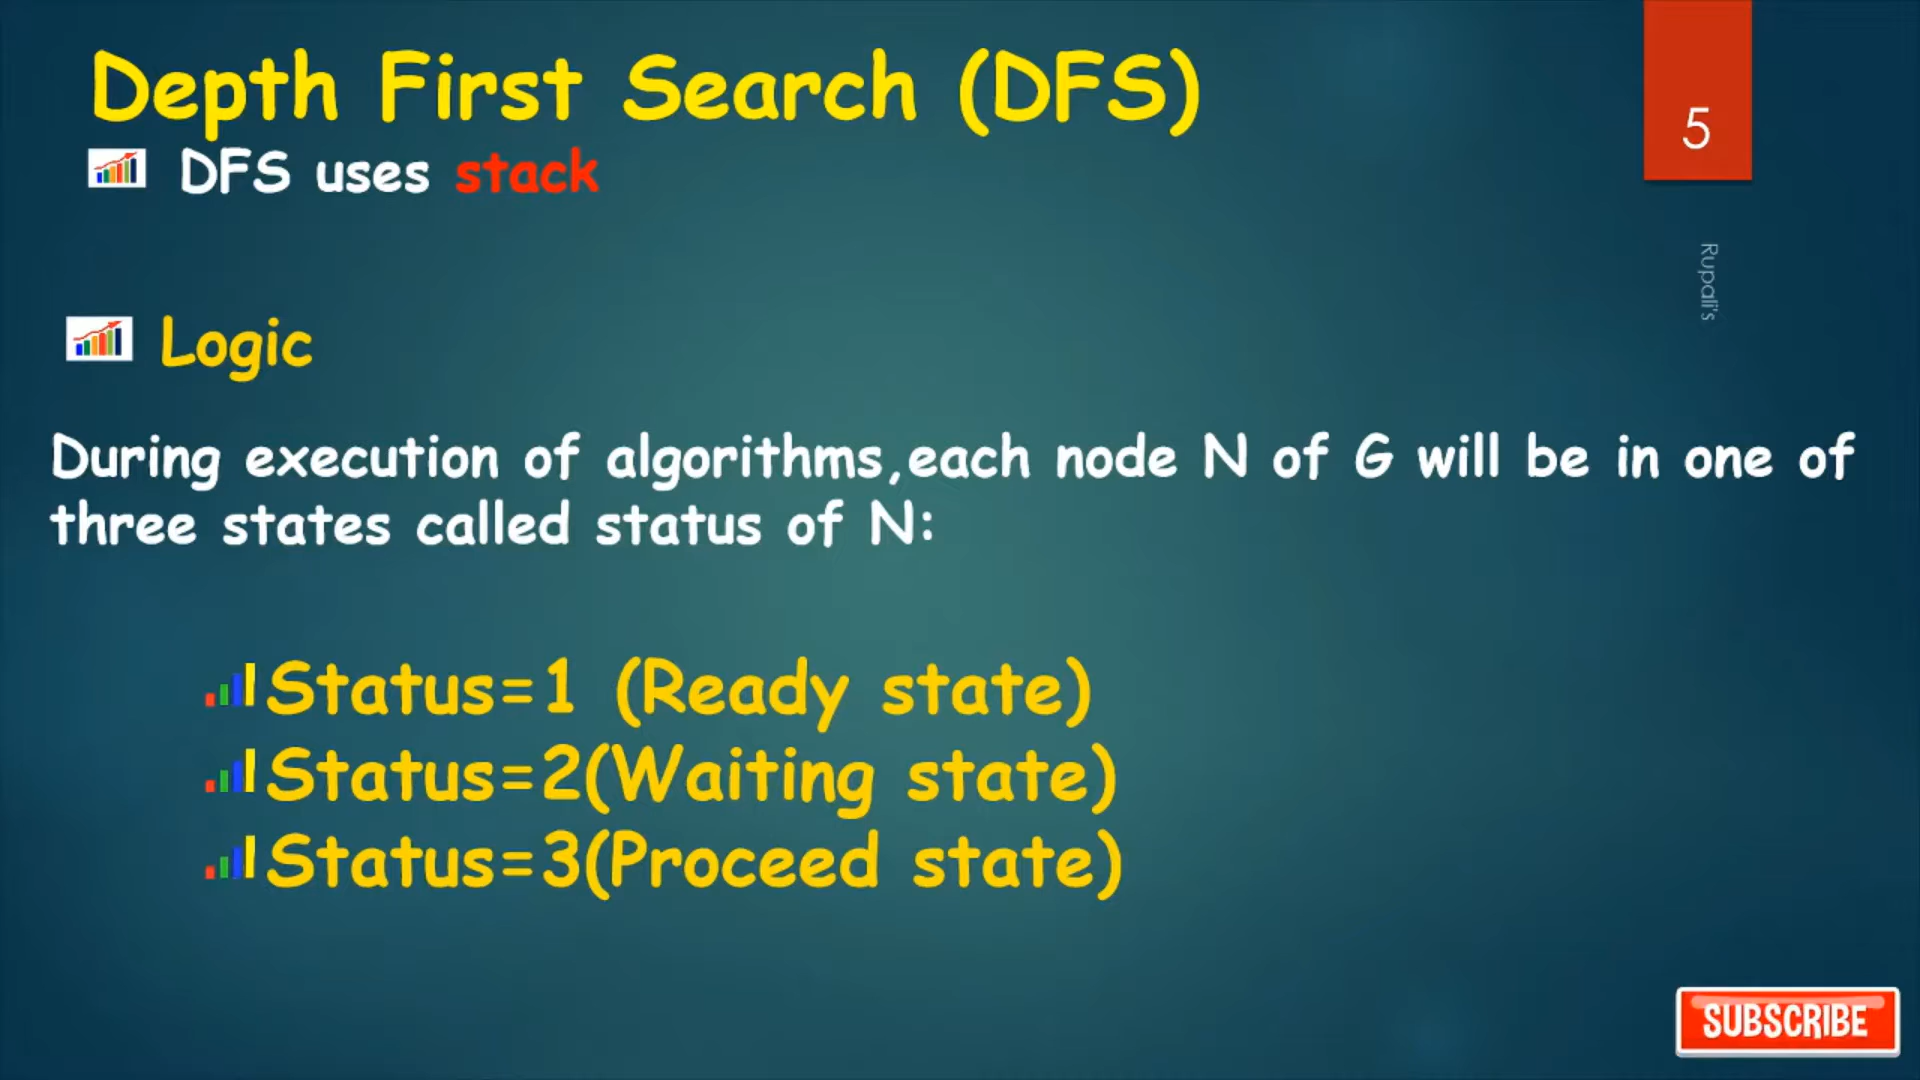 Depth First Search (DFS)
5
DFS uses stack
Rupali's
Logic
During execution of algorithms,each node N of G will be in one of
three states called status of N:
Status=1 (Ready state)
Status=2(Waiting state)
Status=3(Proceed state)
SUBSCRIBE